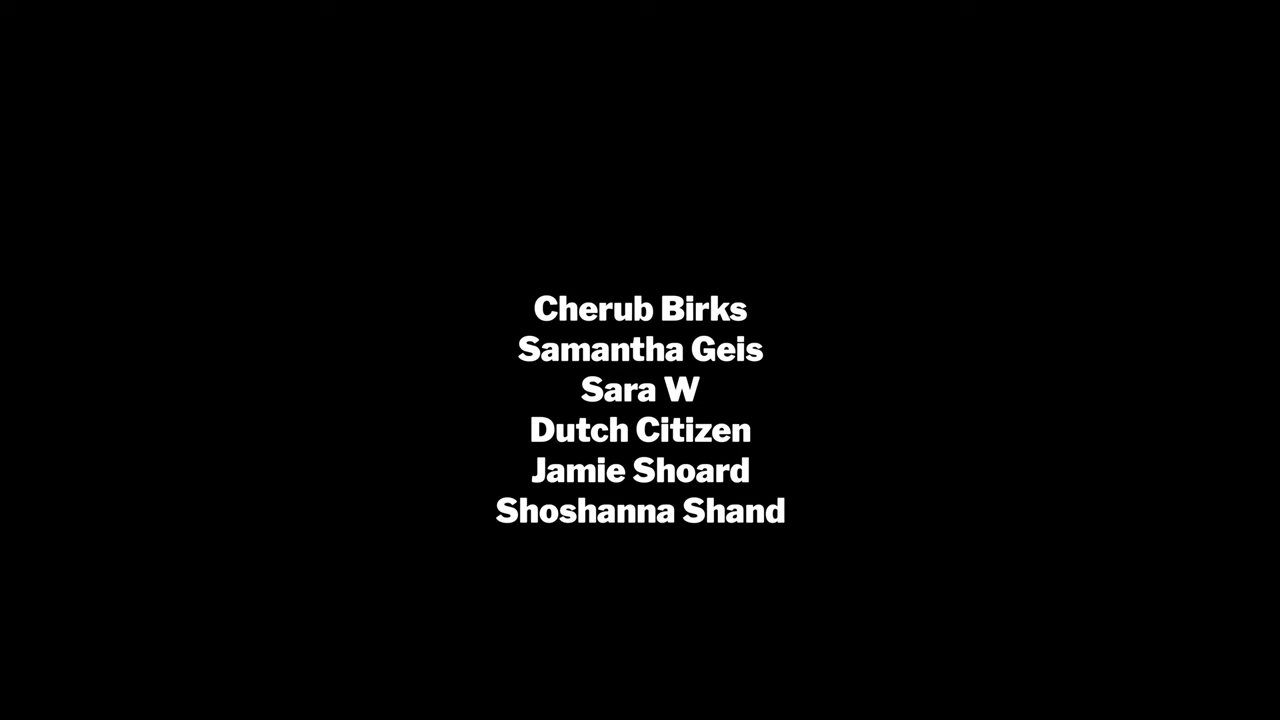 Cherub Birks
Samantha Geis
Sara W
Dutch Citizen
Jamie Shoard
Shoshanna Shand